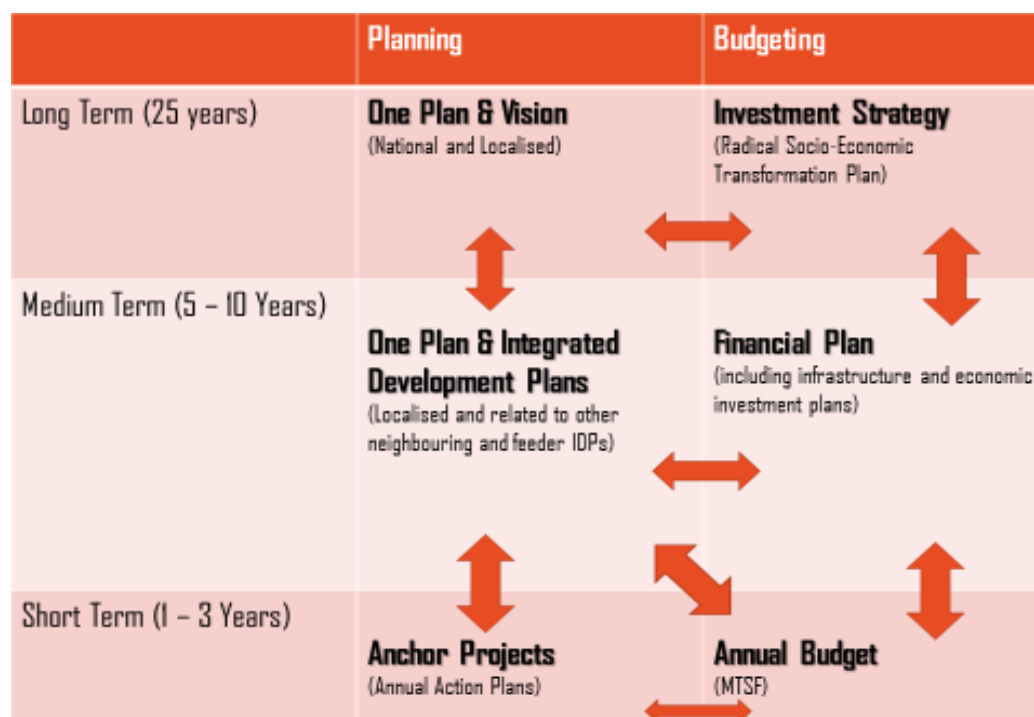 Planning
Budgeting
Long Term (25 years)
One Plan & Vision
(National and Localised)
Investment Strategy
(Radical Socio-Economic
Transformation Plan)
Medium Term (5 – 10 Years)
One Plan & Integrated
Development Plans
(Localised and related to other
neighbouring and feeder IDPs)
Financial Plan
(including infrastructure and economic
investment plans)
Short Term (1 – 3 Years)
Anchor Projects
(Annual Action Plans)
Annual Budget
(MTSF)